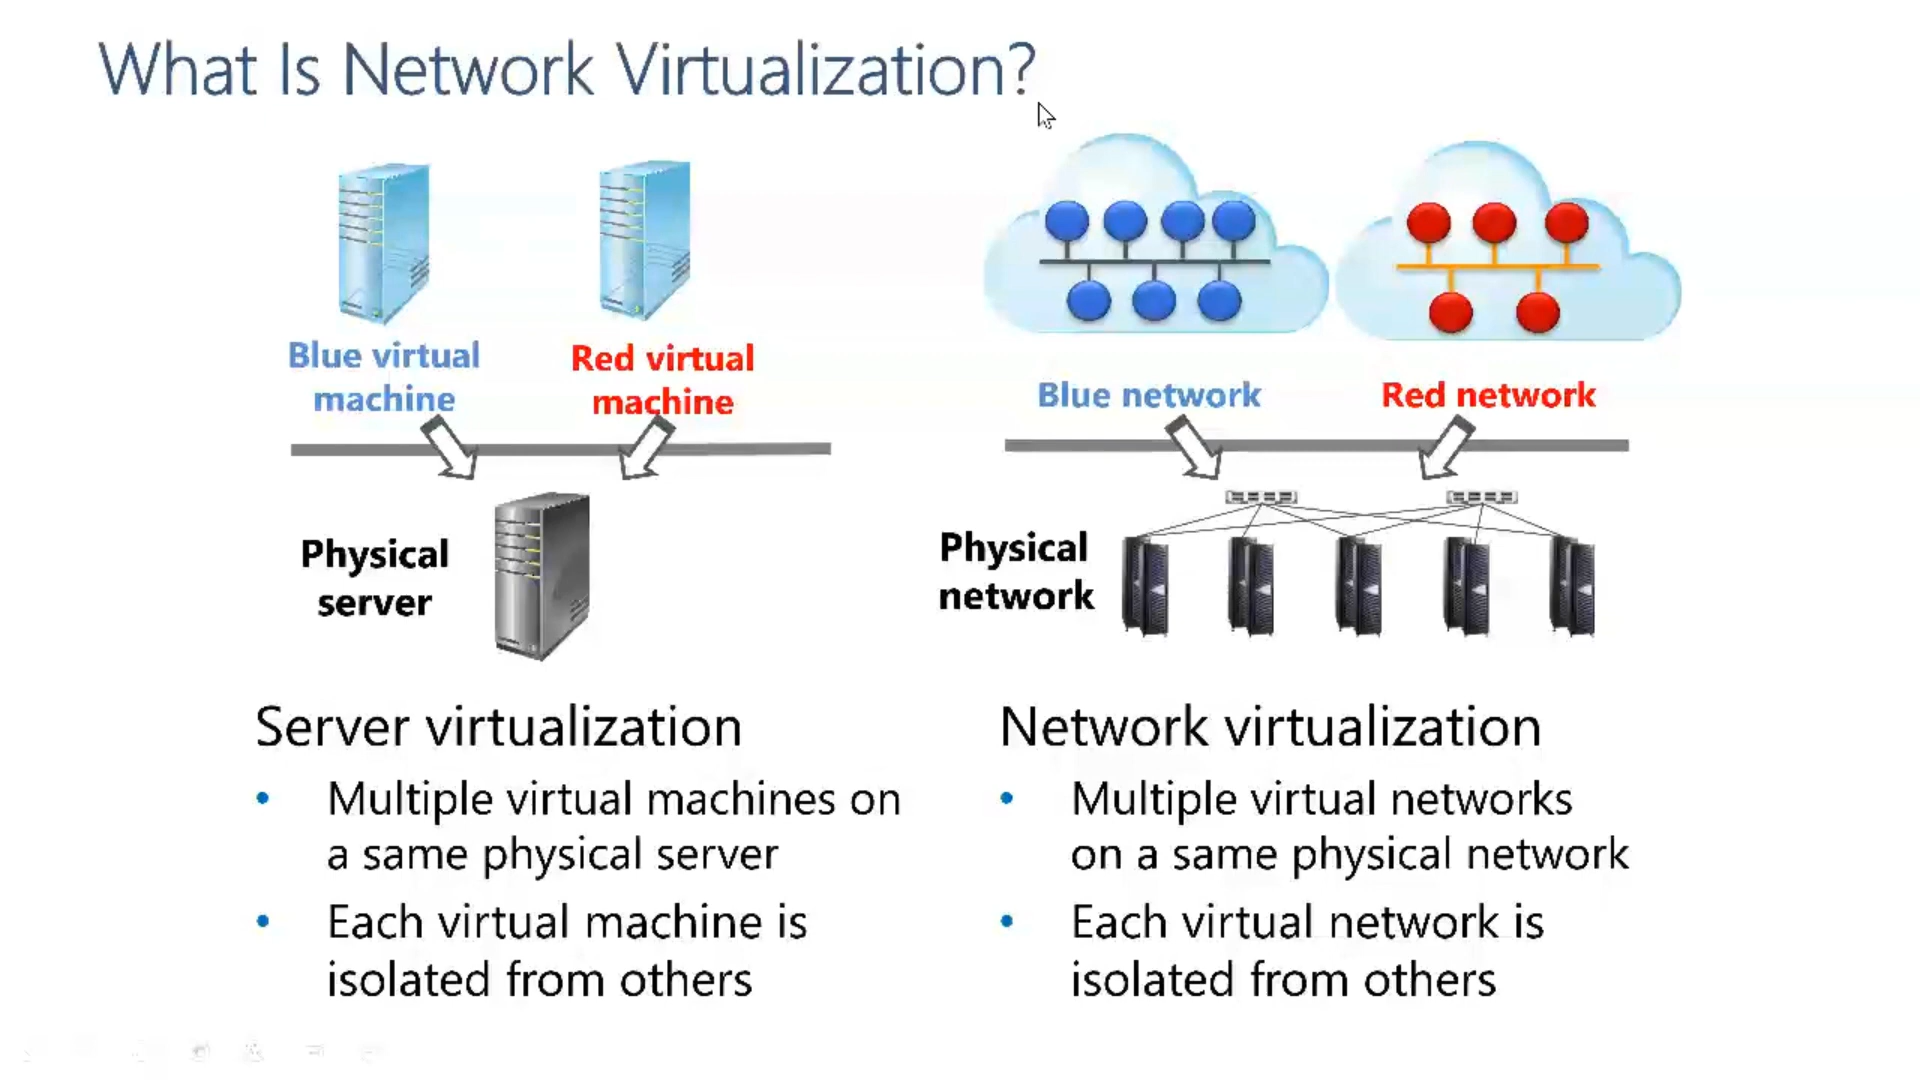 What Is Network Virtualization?
Blue virtual
machine
Red virtual
machine
Physical
server
Blue network
Red network
Physical
network
Server virtualization
• Multiple virtual machines on
a same physical server
• Each virtual machine is
isolated from others
Network virtualization
• Multiple virtual networks
on a same physical network
• Each virtual network is
isolated from others